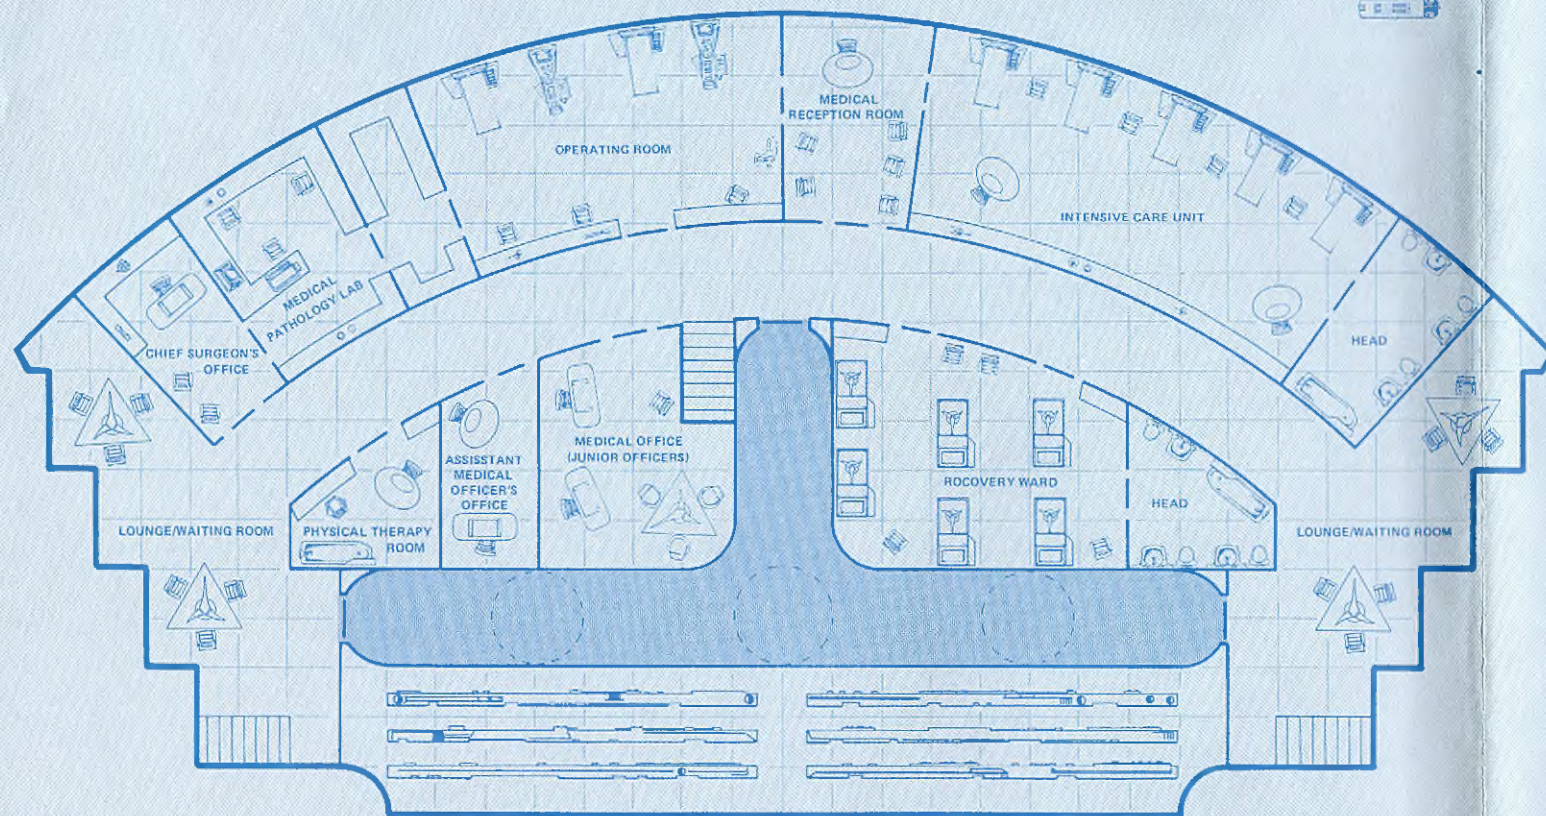 MEDICAL
RECEPTION ROOM
OPERATING ROOM
INTENSIVE CARE UNIT
MEDICAL
PATHOLOGY LAB
CHIEF SURGEON'S
OFFICE
HEAD
MEDICAL OFFICE
(JUNIOR OFFICERS)
ASSISSTANT
MEDICAL
OFFICER'S
OFFICE
ROCOVERY WARD
HEAD
PHYSICAL THERAPY
ROOM
LOUNGE/WAITING ROOM
LOUNGE/WAITING ROOM